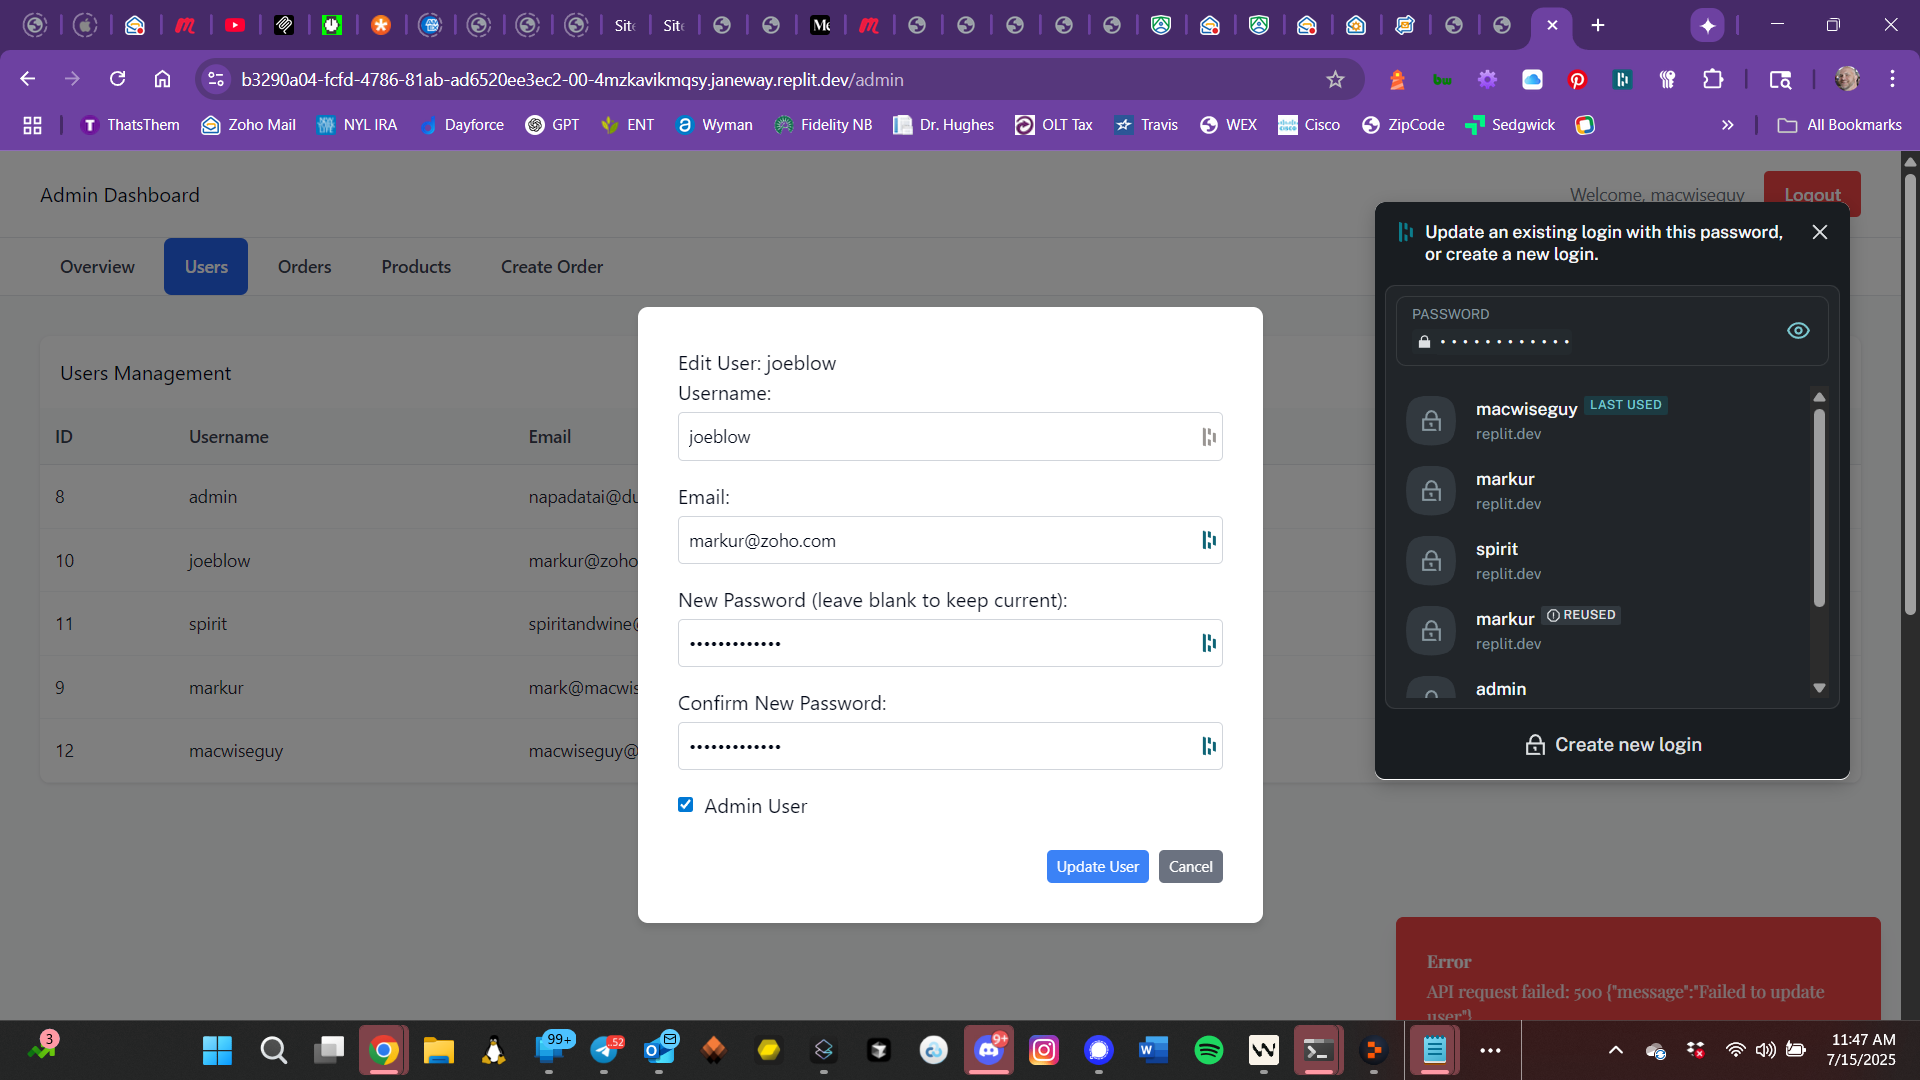 Site
Site
b3290a04-fcfd-4786-81ab-ad6520ee3ec2-00-4mzkavikmqsy.janeway.replit.dev/admin
ThatsThem
Zoho Mail
NYL IRA
Dayforce
GPT
ENT
Wyman
Fidelity NB
Dr. Hughes
OLT Tax
Travis
WEX
Cisco
ZipCode
Sedgwick
All Bookmarks
Admin Dashboard
Welcome, macwiseguy
Logout
Overview
Users
Orders
Products
Create Order
Users Management
ID Username Email
8 admin napadatai@du
10 joeblow markur@zoho
11 spirit spiritandwine@
9 markur mark@macwis
12 macwiseguy macwiseguy@
Edit User: joeblow
Username:
joeblow
Email:
markur@zoho.com
New Password (leave blank to keep current):
•••••••••••••
Confirm New Password:
•••••••••••••
Admin User
Update User
Cancel
Update an existing login with this password,
or create a new login.
PASSWORD
• • • • • • • • • • • •
macwiseguy LAST USED
replit.dev
markur
replit.dev
spirit
replit.dev
markur REUSED
replit.dev
admin
Create new login
Error
API request failed: 500 {"message":"Failed to update
user"}
3
99+
52
9+
11:47 AM
7/15/2025